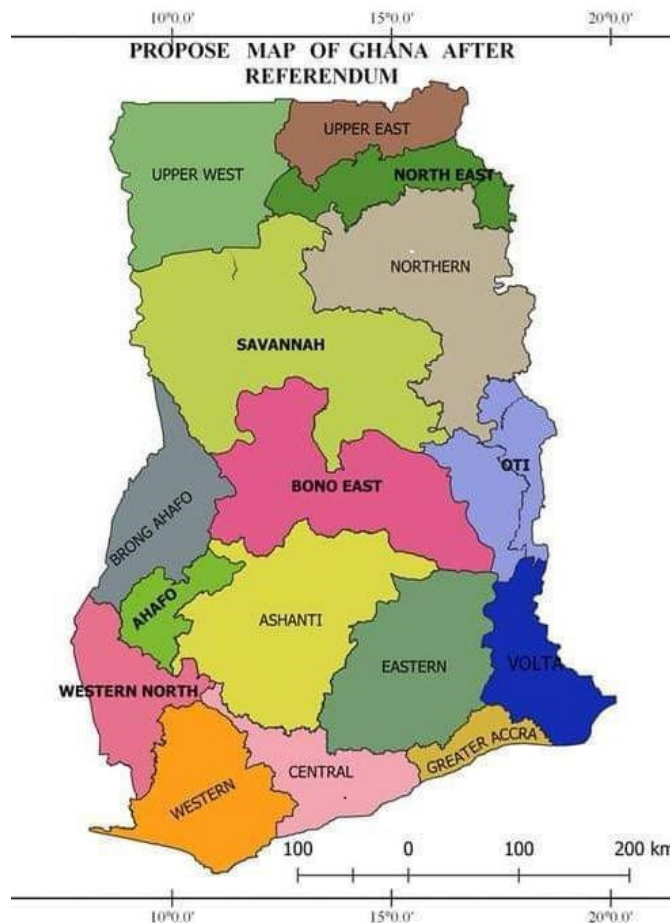 10°0.0' 15°0.0' 20°0.0'
PROPOSE MAP OF GHANA AFTER
REFERENDUM
UPPER EAST
UPPER WEST
NORTH EAST
NORTHERN
SAVANNAH
OTI
BONO EAST
BRONG AHAFO
AHAFO
ASHANTI
EASTERN
VOLTA
WESTERN NORTH
GREATER ACCRA
CENTRAL
WESTERN
100 0 100 200 km
10°0.0' 15°0.0' 20°0.0'